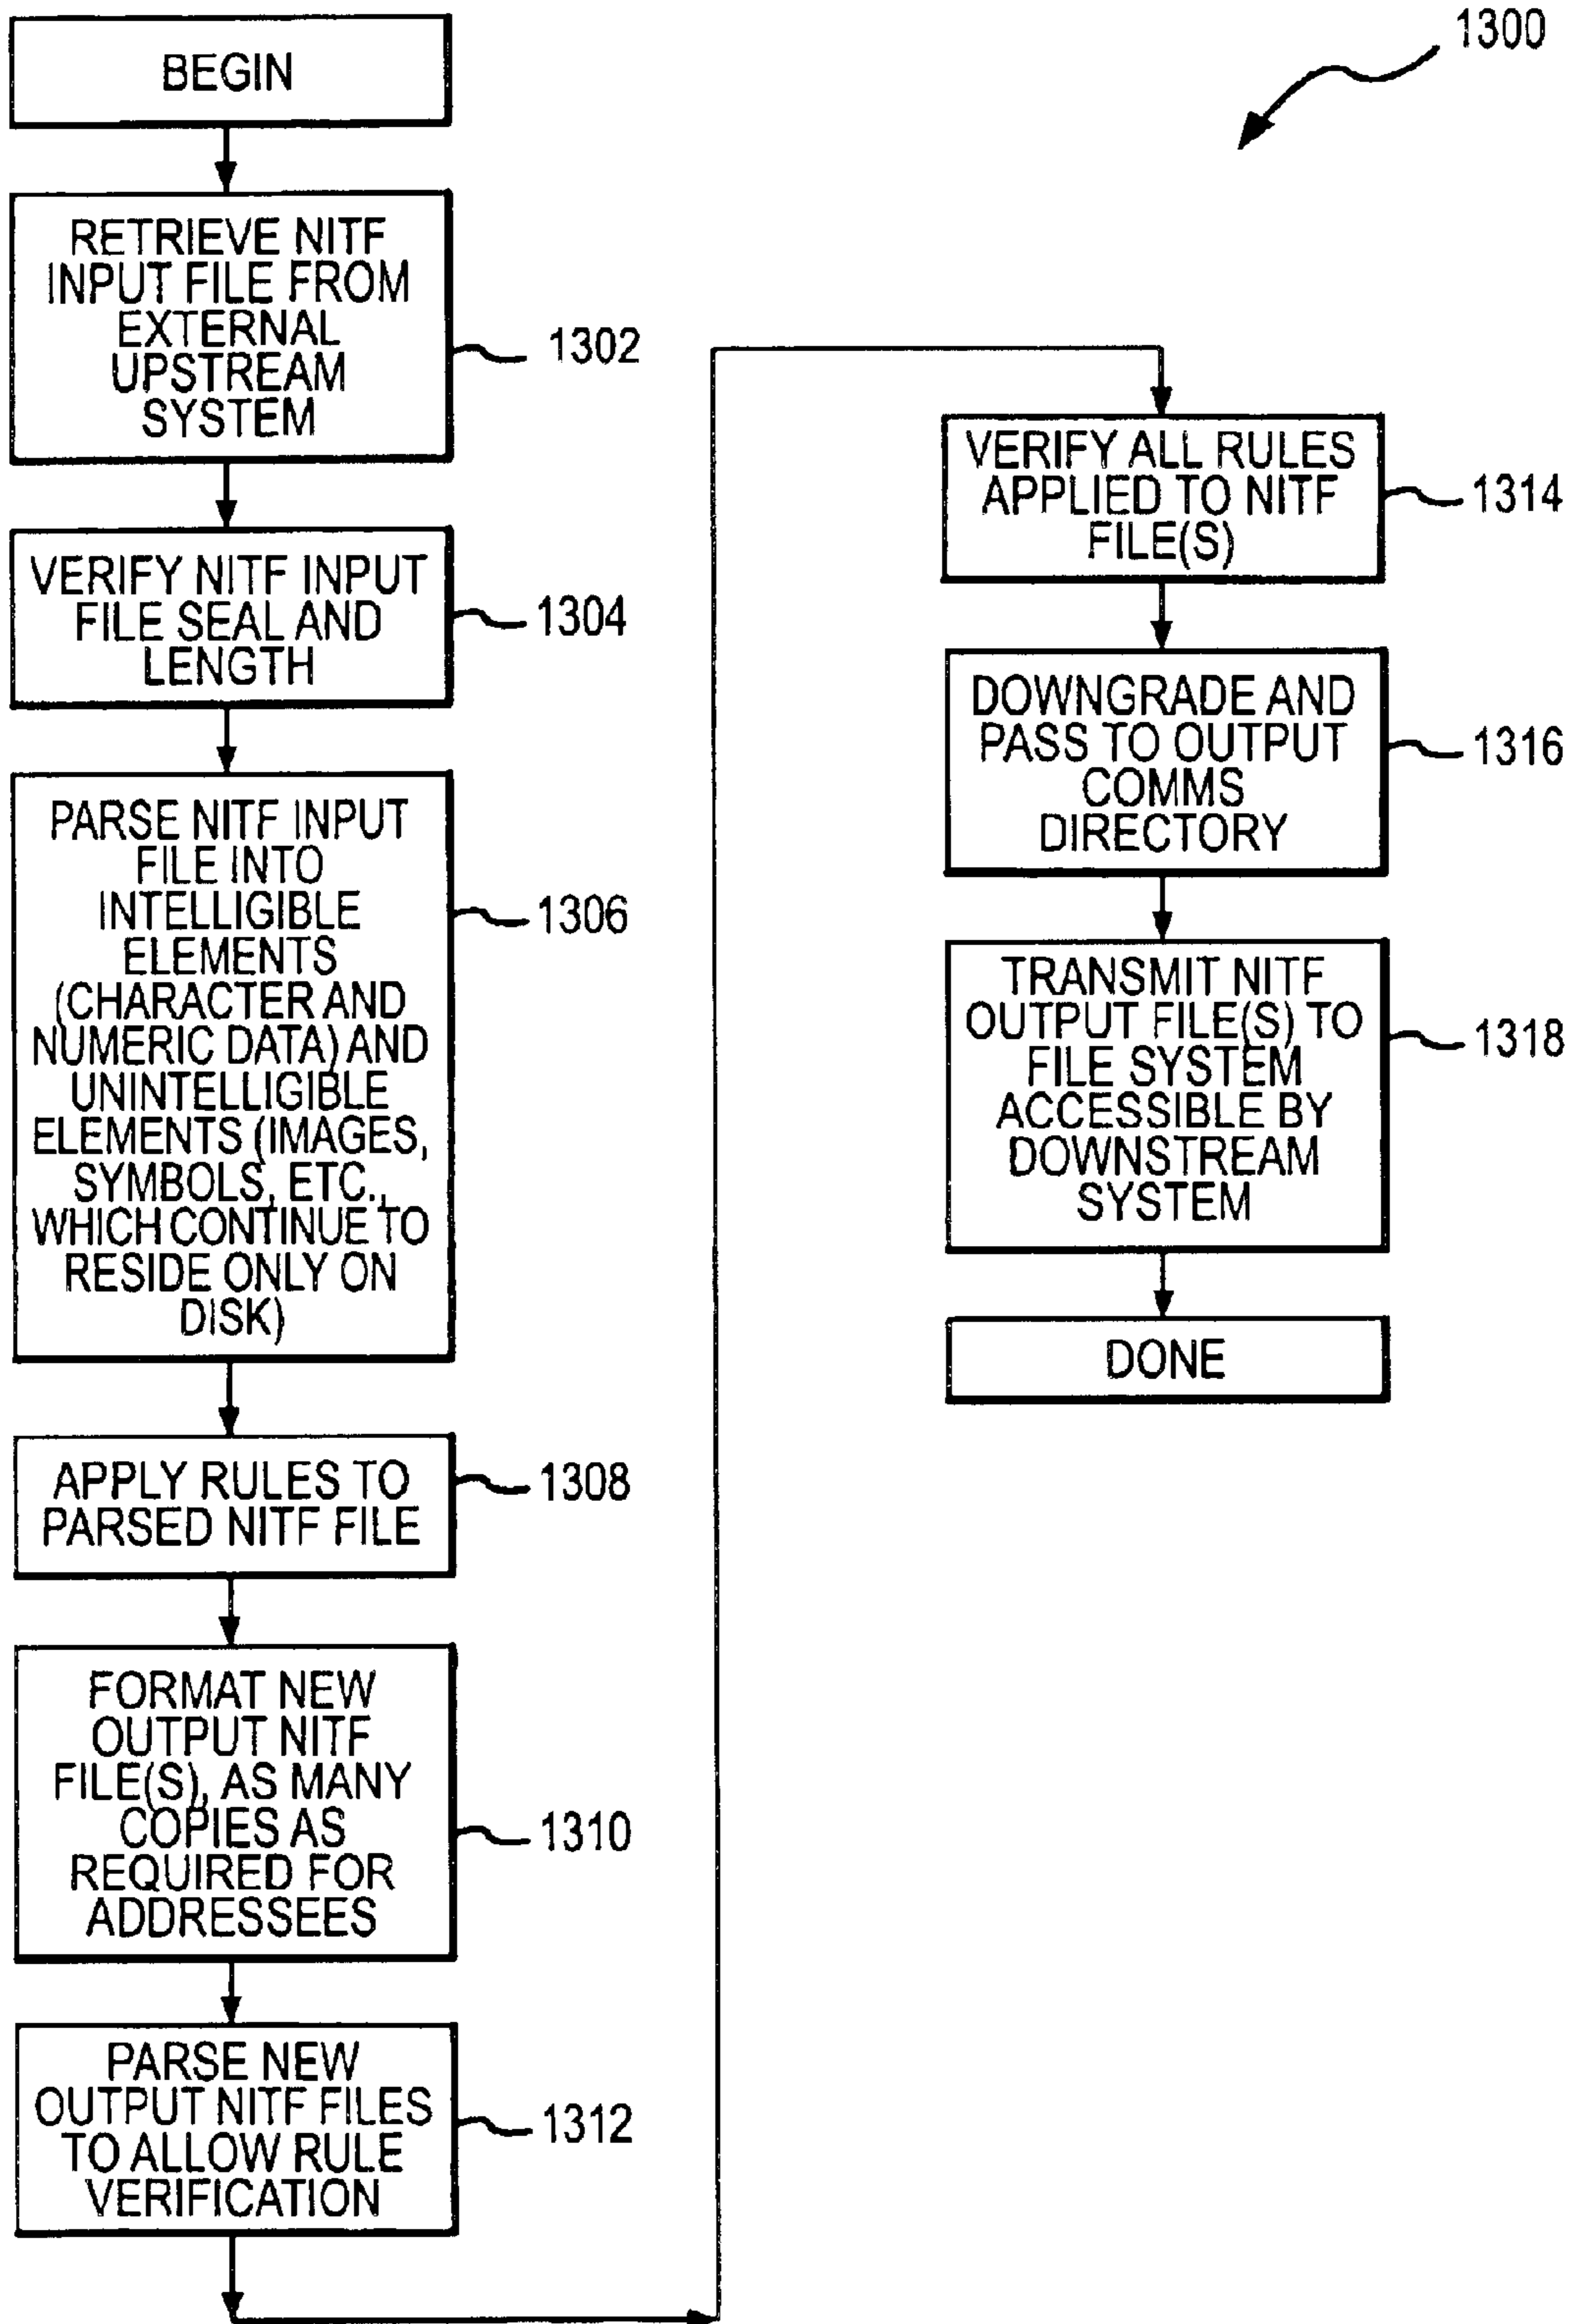 1300
BEGIN
RETRIEVE NITF
INPUT FILE FROM
EXTERNAL
UPSTREAM
SYSTEM
1302
VERIFY NITF INPUT
FILE SEAL AND
LENGTH
1304
PARSE NITF INPUT
FILE INTO
INTELLIGIBLE
ELEMENTS
(CHARACTER AND
NUMERIC DATA) AND
UNINTELLIGIBLE
ELEMENTS (IMAGES,
SYMBOLS, ETC.,
WHICH CONTINUE TO
RESIDE ONLY ON
DISK)
1306
APPLY RULES TO
PARSED NITF FILE
1308
FORMAT NEW
OUTPUT NITF
FILE(S), AS MANY
COPIES AS
REQUIRED FOR
ADDRESSEES
1310
PARSE NEW
OUTPUT NITF FILES
TO ALLOW RULE
VERIFICATION
1312
VERIFY ALL RULES
APPLIED TO NITF
FILE(S)
1314
DOWNGRADE AND
PASS TO OUTPUT
COMMS
DIRECTORY
1316
TRANSMIT NITF
OUTPUT FILE(S) TO
FILE SYSTEM
ACCESSIBLE BY
DOWNSTREAM
SYSTEM
1318
DONE